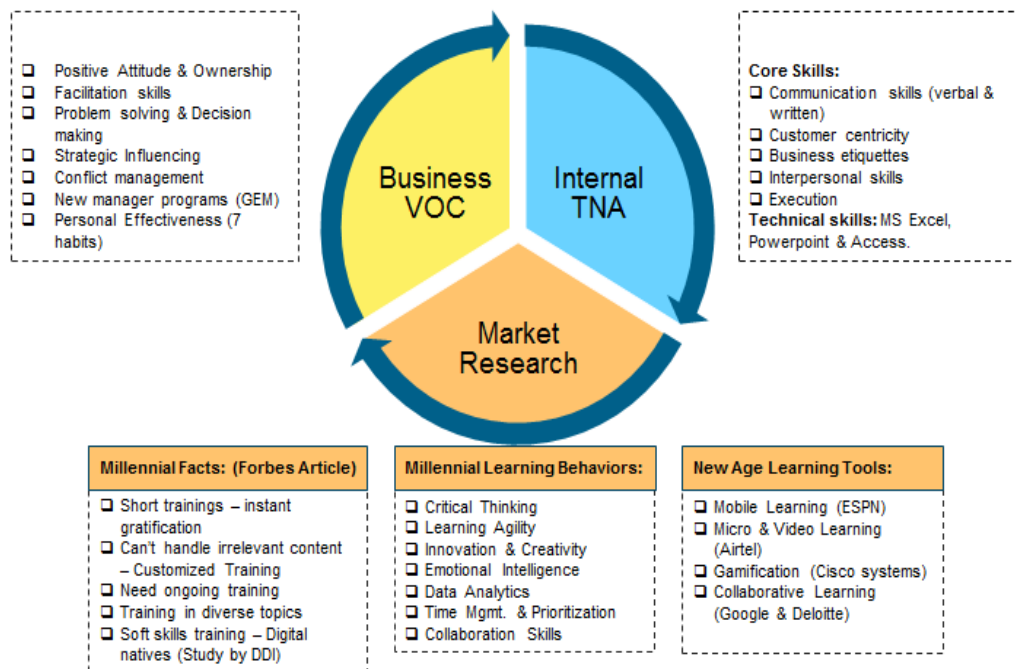 Positive Attitude & Ownership
Facilitation skills
Problem solving & Decision
making
Strategic Influencing
Conflict management
New manager programs (GEM)
Personal Effectiveness (7
habits)
Business
VOC
Internal
TNA
Market
Research
Core Skills:
Communication skills (verbal &
written)
Customer centricity
Business etiquettes
Interpersonal skills
Execution
Technical skills: MS Excel,
Powerpoint & Access.
Millennial Facts: (Forbes Article)
Short trainings – instant
gratification
Can't handle irrelevant content
– Customized Training
Need ongoing training
Training in diverse topics
Soft skills training – Digital
natives (Study by DDI)
Millennial Learning Behaviors:
Critical Thinking
Learning Agility
Innovation & Creativity
Emotional Intelligence
Data Analytics
Time Mgmt. & Prioritization
Collaboration Skills
New Age Learning Tools:
Mobile Learning (ESPN)
Micro & Video Learning
(Airtel)
Gamification (Cisco systems)
Collaborative Learning
(Google & Deloitte)